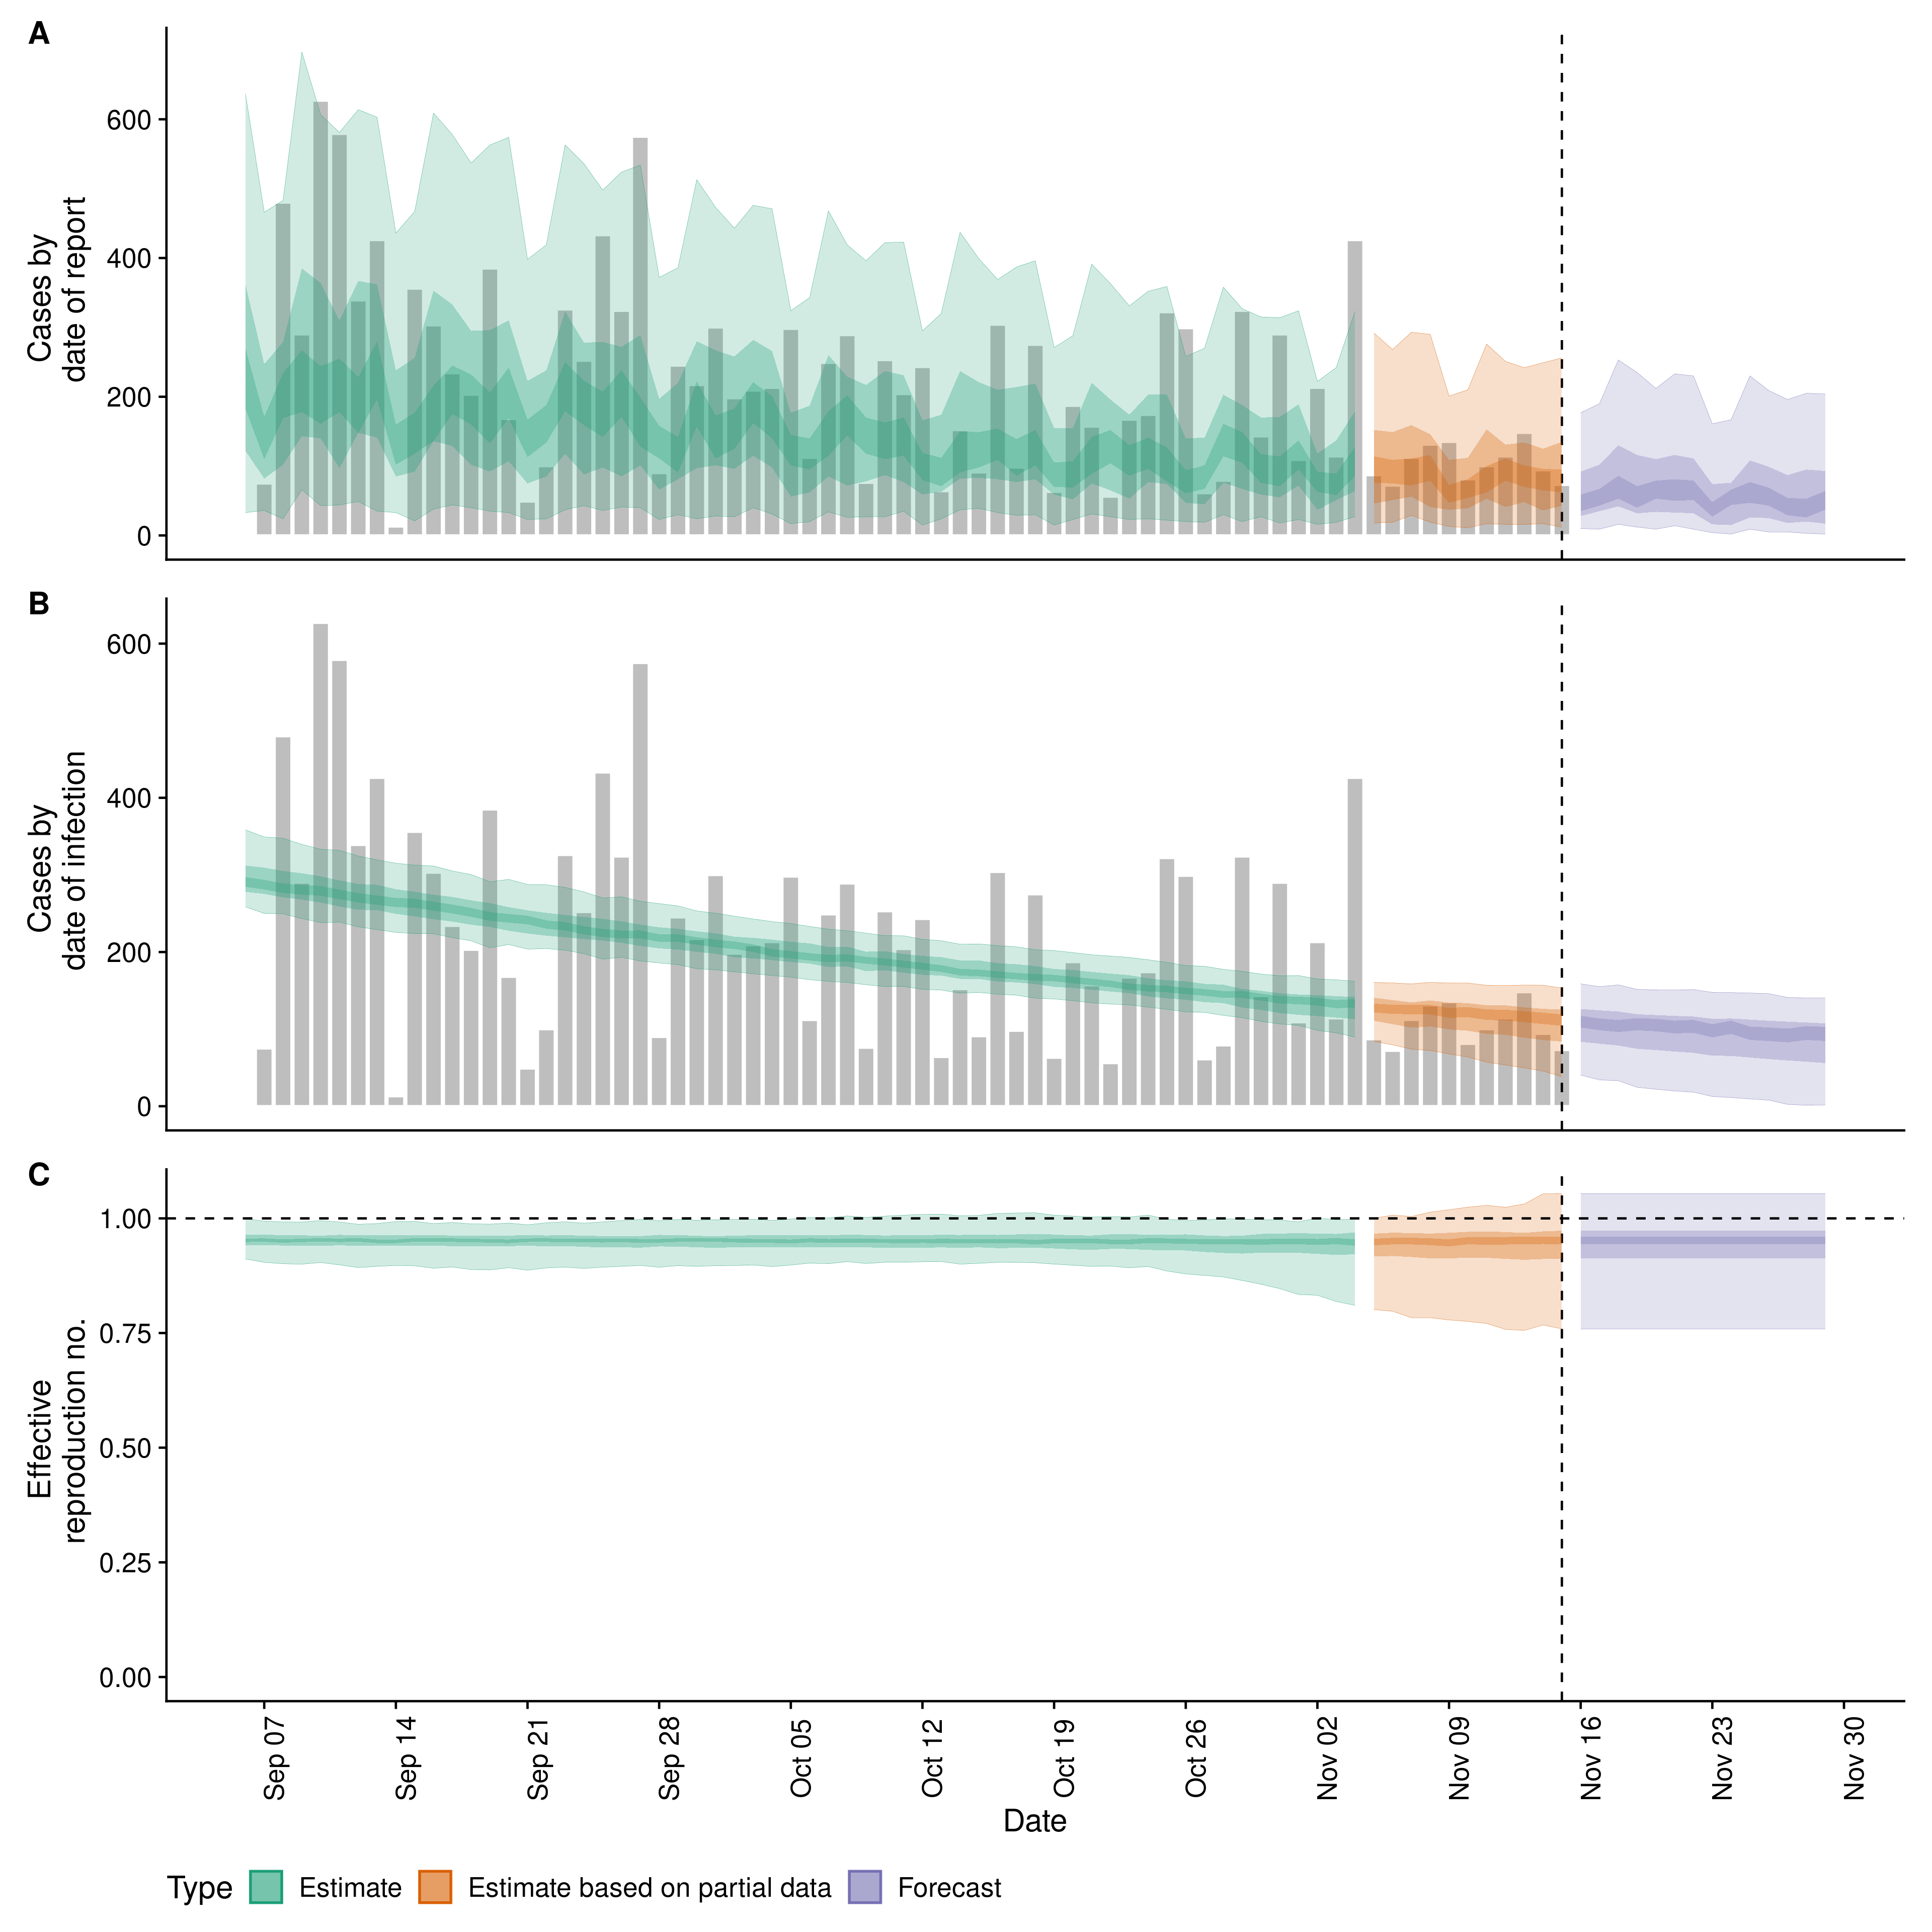 A
Cases by
date of report
600
400
200
0
B
Cases by
date of infection
600
400
200
0
C
Effective
reproduction no.
1.00
0.75
0.50
0.25
0.00
Sep 07
Sep 14
Sep 21
Sep 28
Oct 05
Oct 12
Oct 19
Oct 26
Nov 02
Nov 09
Nov 16
Nov 23
Nov 30
Date
Type Estimate Estimate based on partial data Forecast